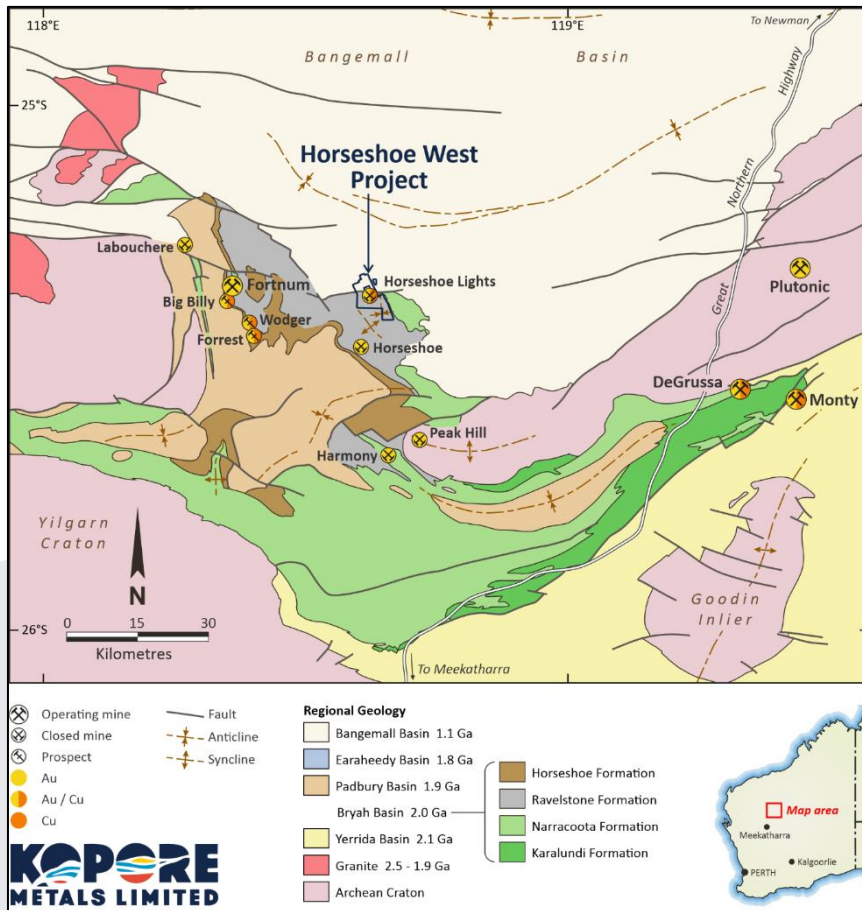 118°E
119°E
To Newman
Bangemall Basin
Highway
25°S
Horseshoe West
Project
Northern
Labouchere
Fortnum
Horseshoe Lights
Plutonic
Big Billy
Wodger
Great
Forrest
Horseshoe
DeGrussa
Monty
Peak Hill
Harmony
Yilgarn
Craton
N
Goodin
Inlier
26°S
0 15 30
Kilometres
To Meekatharra
Operating mine
Closed mine
Prospect
Au
Au / Cu
Cu
Fault
Anticline
Syncline
Regional Geology
Bangemall Basin 1.1 Ga
Earaheedy Basin 1.8 Ga
Padbury Basin 1.9 Ga
Bryah Basin 2.0 Ga
Yerrida Basin 2.1 Ga
Granite 2.5 - 1.9 Ga
Archean Craton
Horseshoe Formation
Ravelstone Formation
Narracoota Formation
Karalundi Formation
Map area
Meekatharra
Kalgoorlie
PERTH
KOPORE
METALS LIMITED